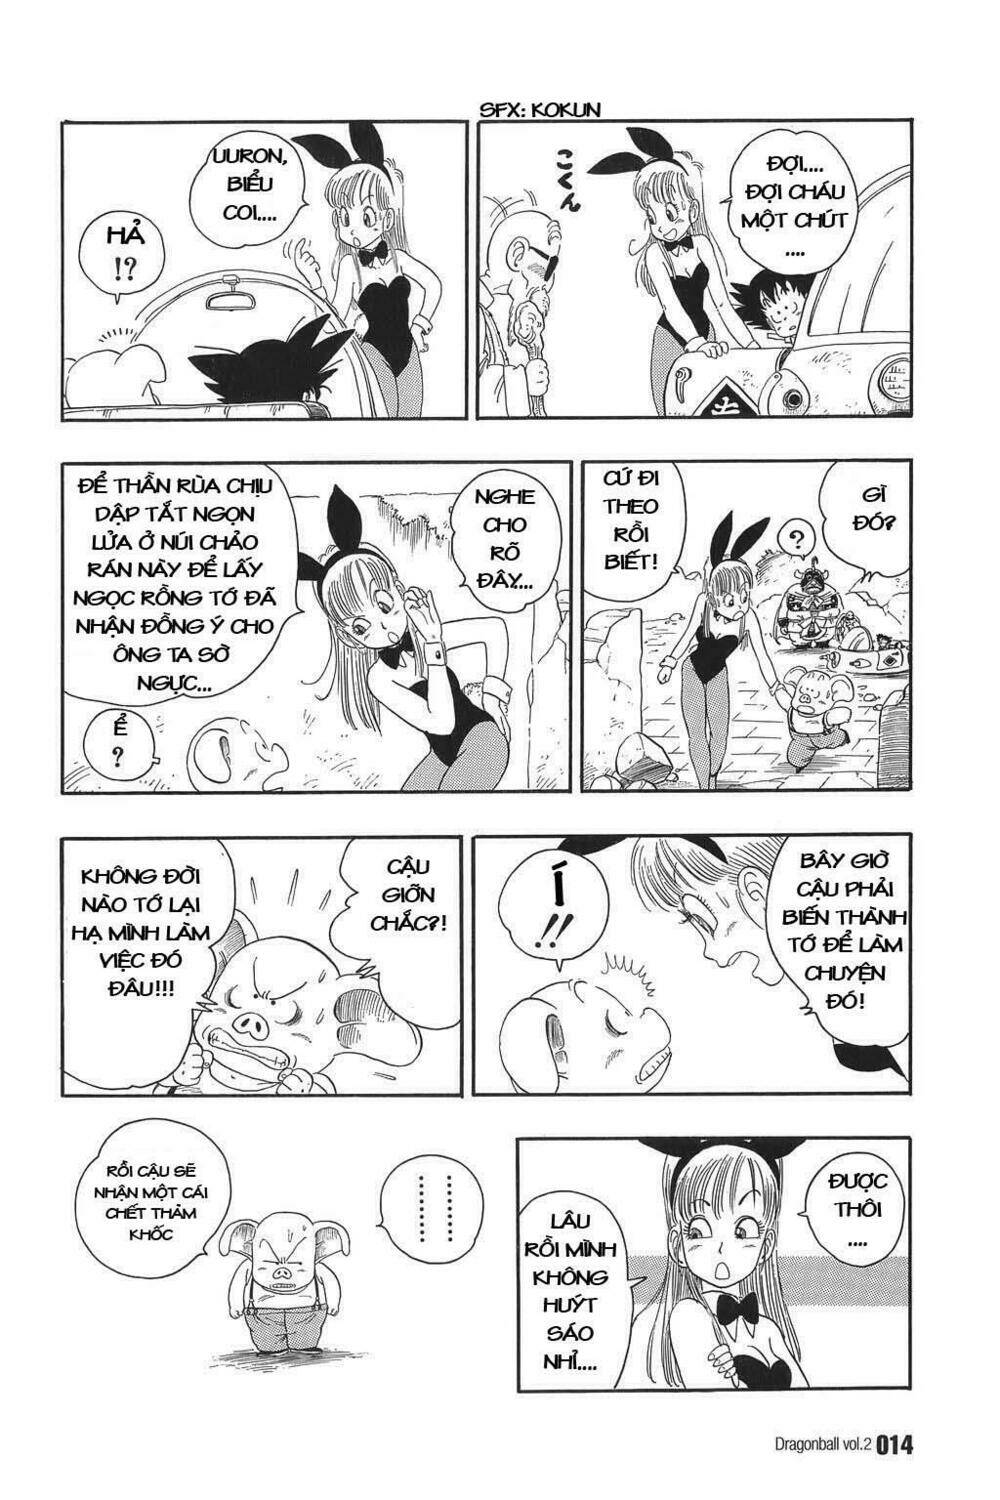 SFX: KOKUN
ĐỢI....
ĐỢI CHÁU
MỘT CHÚT
....
こくん
UURON,
BIỂU
COI....
HẢ
!?
GÌ
ĐÓ?
?
CỨ ĐI
THEO
RỒI
BIẾT!
NGHE
CHO
RÕ
ĐÂY...
ĐỂ THẦN RÙA CHỊU
DẬP TẮT NGỌN
LỬA Ở NÚI CHẢO
RÁN NÀY ĐỂ LẤY
NGỌC RỒNG TỚ ĐÃ
NHẬN ĐỒNG Ý CHO
ÔNG TA SỜ
NGỰC...
Ể
?
BÂY GIỜ
CẬU PHẢI
BIẾN THÀNH
TỚ ĐỂ LÀM
CHUYỆN
ĐÓ!
Í
!!
CẬU
GIỠN
CHẮC?!
KHÔNG ĐỜI
NÀO TỚ LẠI
HẠ MÌNH LÀM
VIỆC ĐÓ
ĐÂU!!!
ĐƯỢC
THÔI
....
LÂU
RỒI MÌNH
KHÔNG
HUÝT
SÁO
NHỈ....
RỒI CẬU SẼ
NHẬN MỘT CÁI
CHẾT THẢM
KHỐC
Dragonball vol.2 014